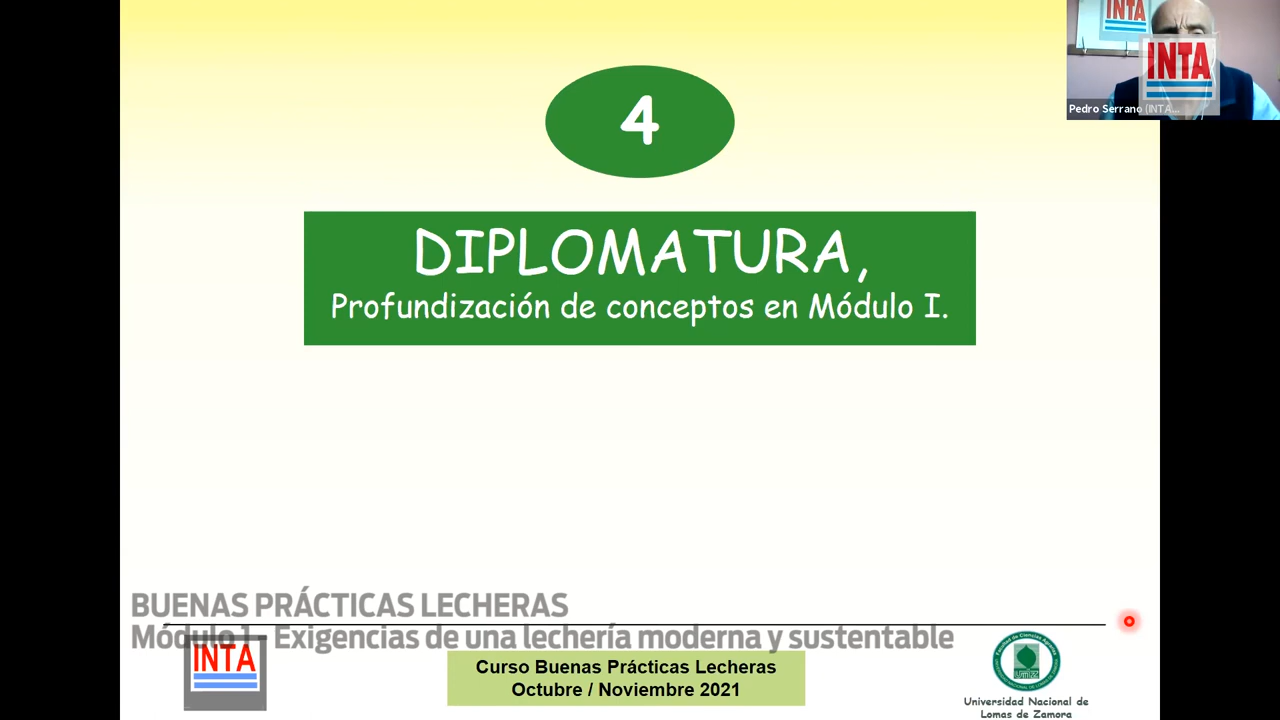 INTA
INTA
Pedro Serrano (INTA...
4
DIPLOMATURA,
Profundización de conceptos en Módulo I.
BUENAS PRÁCTICAS LECHERAS
Módulo 1 - Exigencias de una lechería moderna y sustentable
INTA
Curso Buenas Prácticas Lecheras
Octubre / Noviembre 2021
Universidad Nacional de
Lomas de Zamora